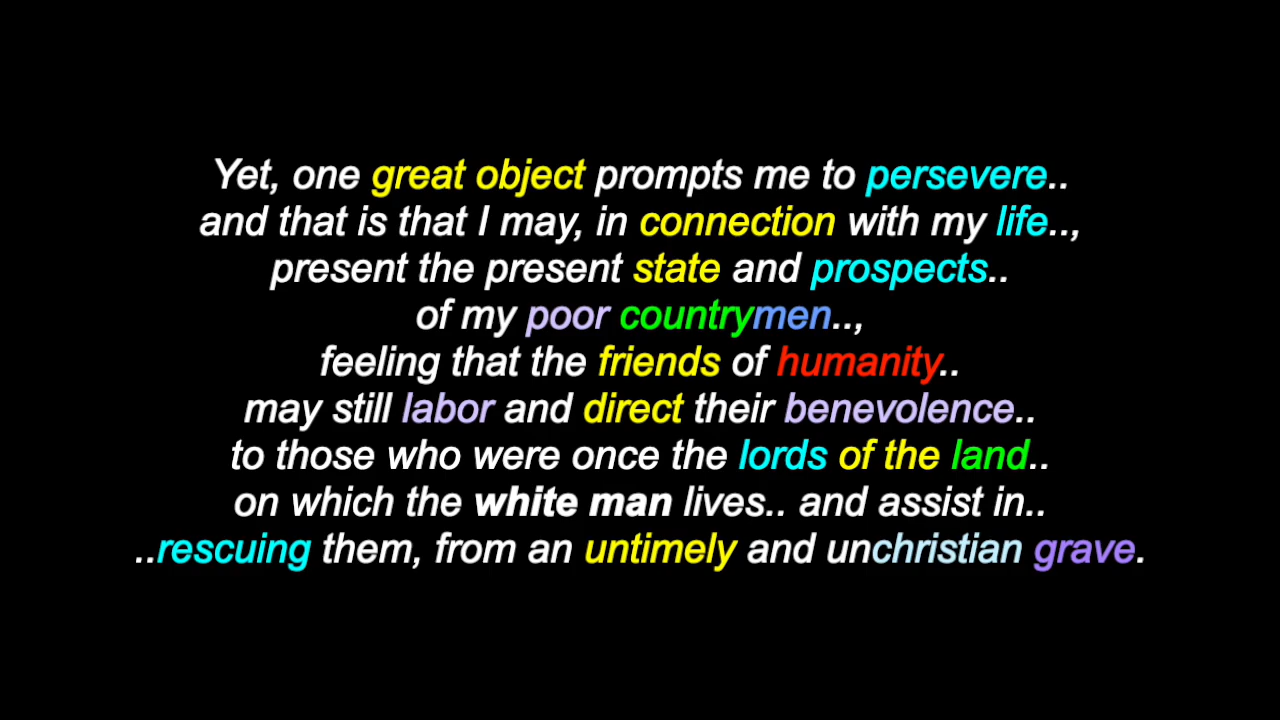 Yet, one great object prompts me to persevere..
and that is that I may, in connection with my life..,
present the present state and prospects..
of my poor countrymen..,
feeling that the friends of humanity..
may still labor and direct their benevolence..
to those who were once the lords of the land..
on which the white man lives.. and assist in..
..rescuing them, from an untimely and unchristian grave.